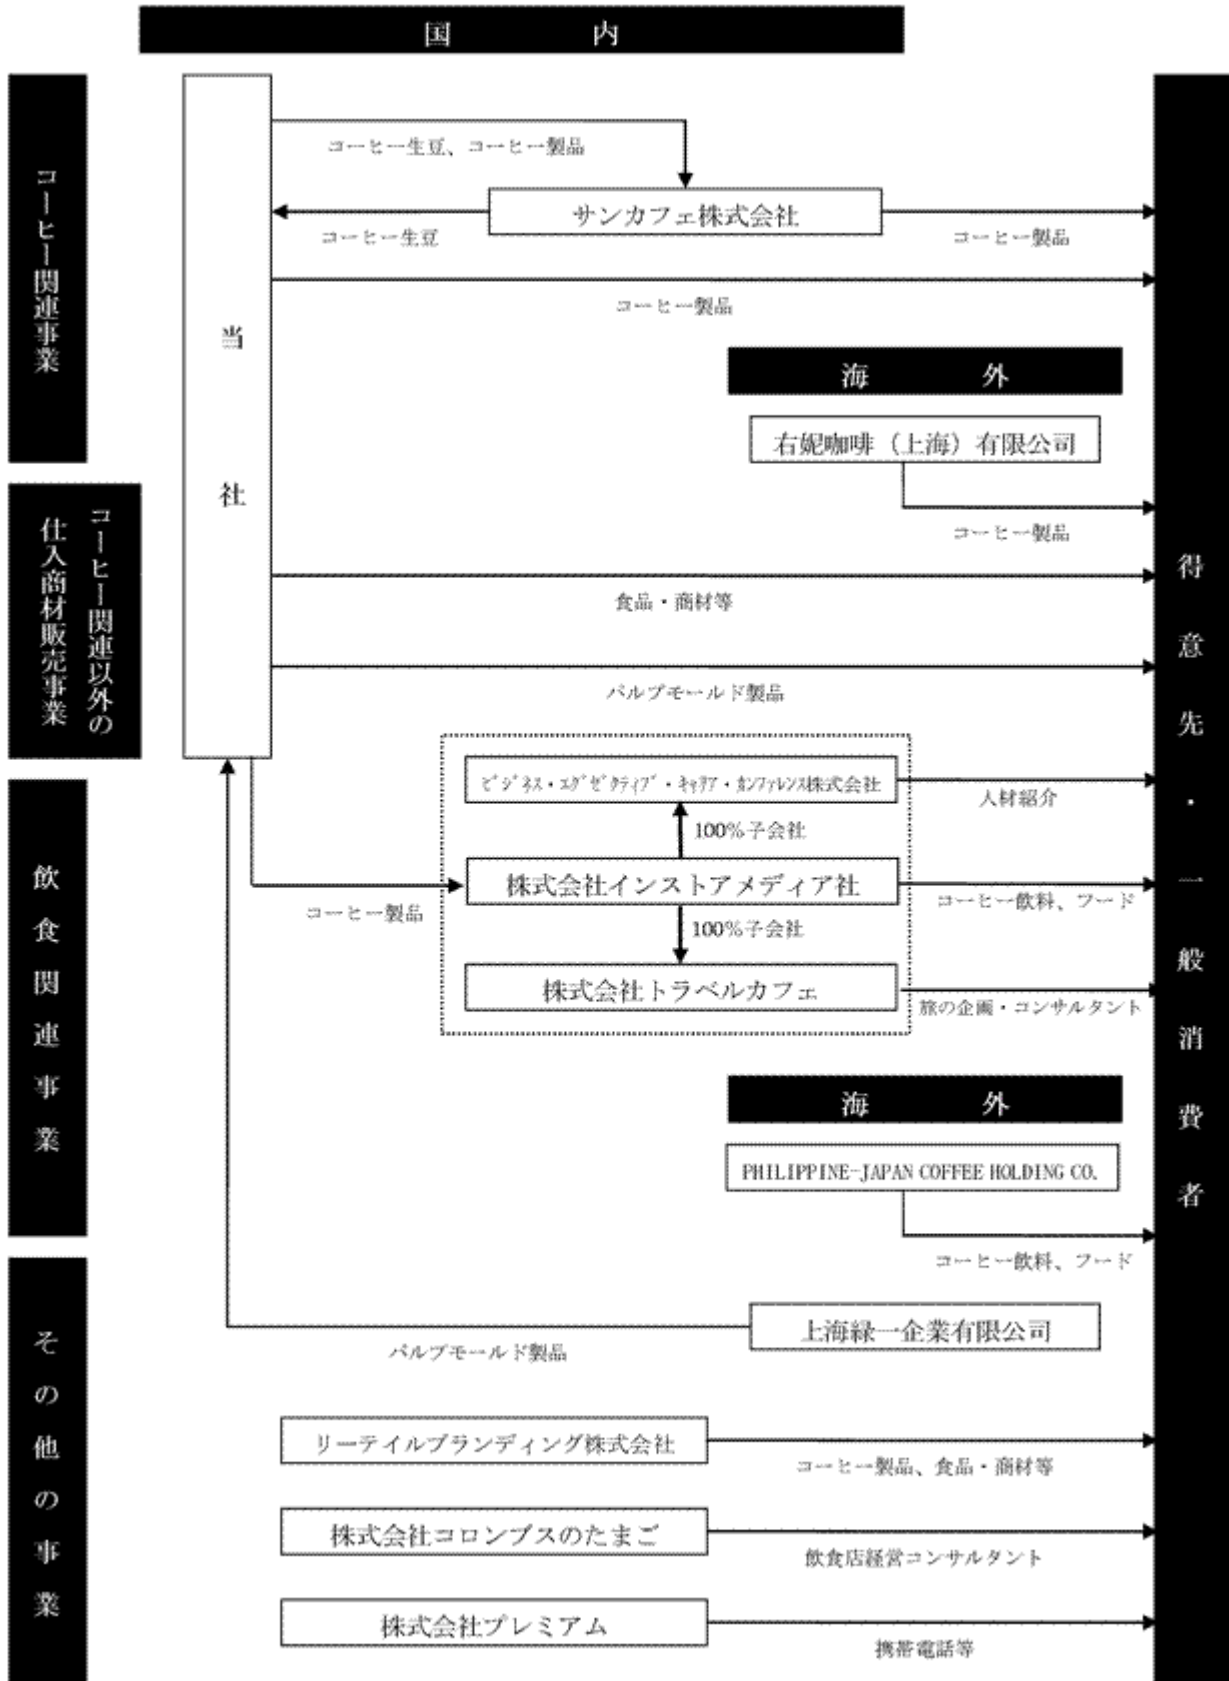 国内
コーヒー関連事業
当社
コーヒー生豆、コーヒー製品
サンカフェ株式会社
コーヒー生豆
コーヒー製品
コーヒー製品
海外
右妮咖啡（上海）有限公司
コーヒー製品
コーヒー関連以外の
仕入商材販売事業
食品・商材等
パルプモールド製品
飲食関連事業
ビジネス・エグゼクティブ・キャリア・カンファレンス株式会社
人材紹介
100%子会社
株式会社インストアメディア社
コーヒー製品
コーヒー飲料、フード
100%子会社
株式会社トラベルカフェ
旅の企画・コンサルタント
海外
PHILIPPINE-JAPAN COFFEE HOLDING CO.
コーヒー飲料、フード
その他の事業
上海緑一企業有限公司
パルプモールド製品
リーテイルブランディング株式会社
コーヒー製品、食品・商材等
株式会社コロンブスのたまご
飲食店経営コンサルタント
株式会社プレミアム
携帯電話等
得意先・一般消費者